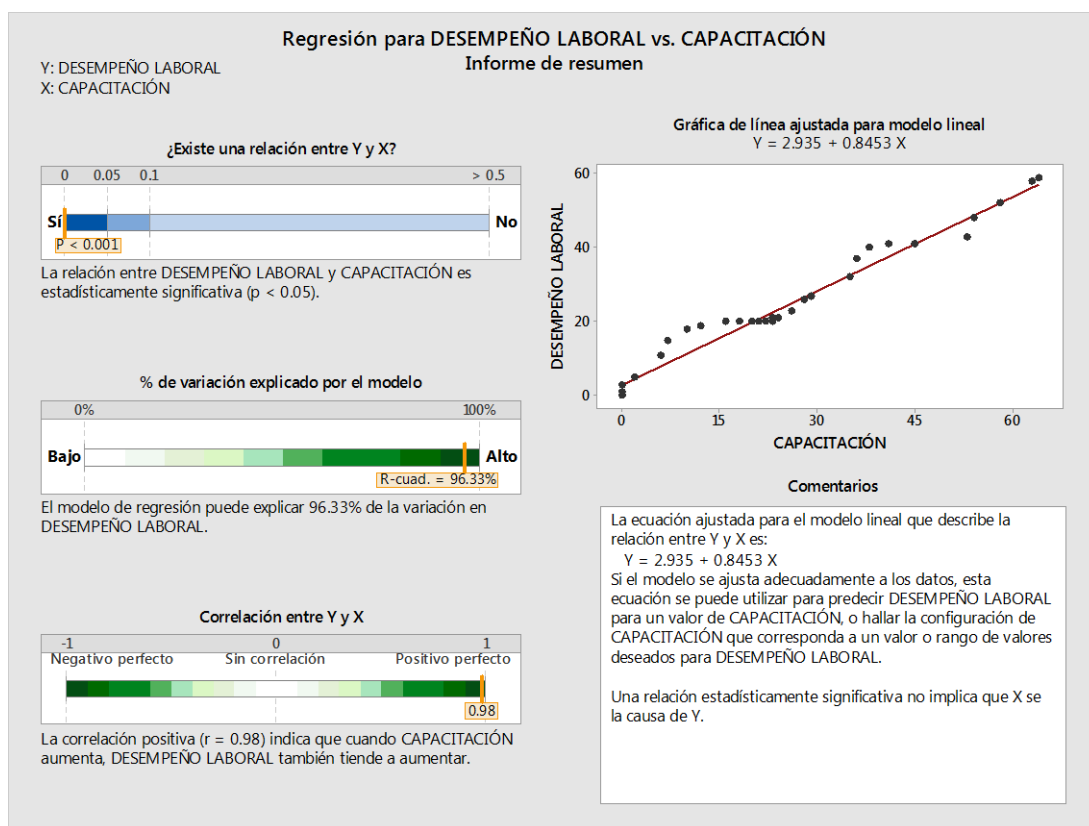 Regresión para DESEMPEÑO LABORAL vs. CAPACITACIÓN
Informe de resumen
Y: DESEMPEÑO LABORAL
X: CAPACITACIÓN
¿Existe una relación entre Y y X?
0 0.05 0.1 > 0.5
Sí No
P < 0.001
La relación entre DESEMPEÑO LABORAL y CAPACITACIÓN es
estadísticamente significativa (p < 0.05).
% de variación explicado por el modelo
0% 100%
Bajo Alto
R-cuad. = 96.33%
El modelo de regresión puede explicar 96.33% de la variación en
DESEMPEÑO LABORAL.
Correlación entre Y y X
-1 0 1
Negativo perfecto Sin correlación Positivo perfecto
0.98
La correlación positiva (r = 0.98) indica que cuando CAPACITACIÓN
aumenta, DESEMPEÑO LABORAL también tiende a aumentar.
Gráfica de línea ajustada para modelo lineal
Y = 2.935 + 0.8453 X
60
40
20
0
DESEMPEÑO LABORAL
0 15 30 45 60
CAPACITACIÓN
Comentarios
La ecuación ajustada para el modelo lineal que describe la
relación entre Y y X es:
Y = 2.935 + 0.8453 X
Si el modelo se ajusta adecuadamente a los datos, esta
ecuación se puede utilizar para predecir DESEMPEÑO LABORAL
para un valor de CAPACITACIÓN, o hallar la configuración de
CAPACITACIÓN que corresponda a un valor o rango de valores
deseados para DESEMPEÑO LABORAL.
Una relación estadísticamente significativa no implica que X se
la causa de Y.